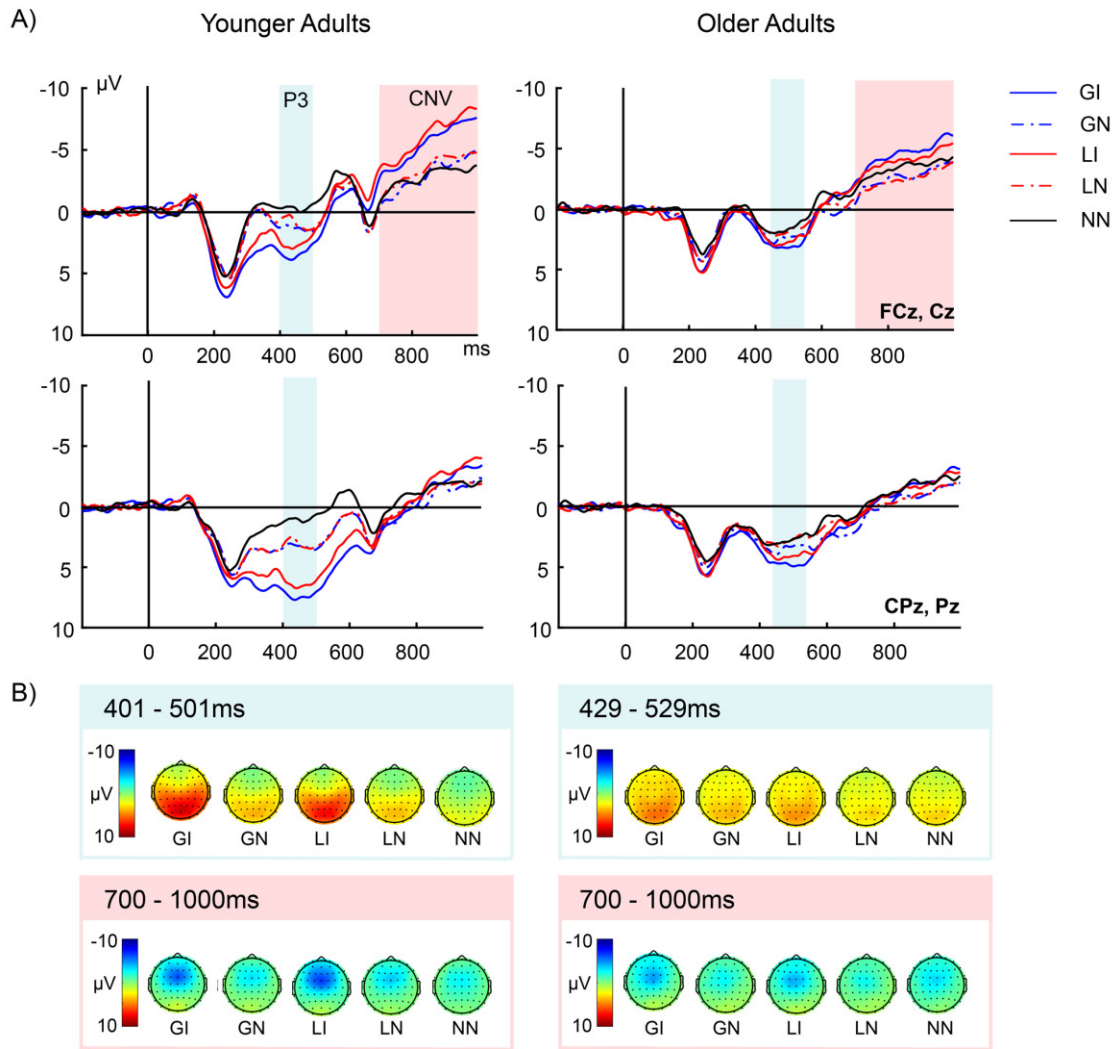 A)
Younger Adults
Older Adults
µV
-10
-5
0
5
10
P3
CNV
0 200 400 600 800
ms
-10
-5
0
5
10
FCz, Cz
0 200 400 600 800
GI
GN
LI
LN
NN
-10
-5
0
5
10
0 200 400 600 800
-10
-5
0
5
10
CPz, Pz
0 200 400 600 800
B)
401 - 501ms
-10
µV
10
GI GN LI LN NN
429 - 529ms
-10
µV
10
GI GN LI LN NN
700 - 1000ms
-10
µV
10
GI GN LI LN NN
700 - 1000ms
-10
µV
10
GI GN LI LN NN